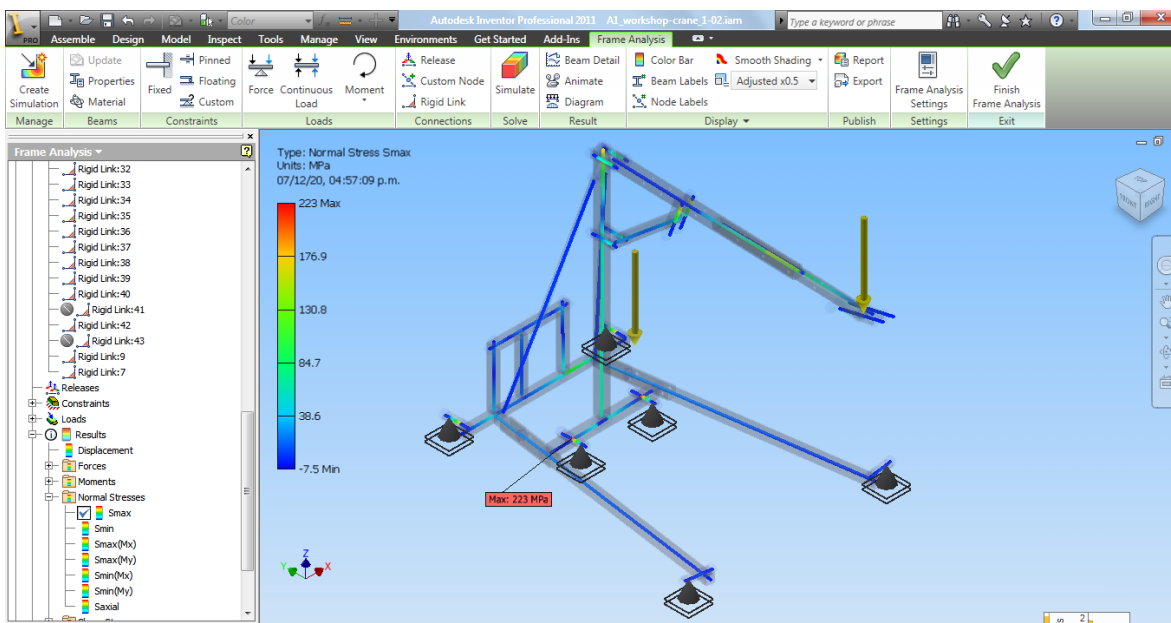 Color
Autodesk Inventor Professional 2011 A1_workshop-crane_1-02.iam
Type a keyword or phrase
PRO
Assemble Design Model Inspect Tools Manage View Environments Get Started Add-Ins Frame Analysis
Create Simulation
Manage
Update
Properties
Material
Beams
Fixed
Pinned
Floating
Custom
Constraints
Force
Continuous Load
Moment
Loads
Release
Custom Node
Rigid Link
Connections
Simulate
Solve
Beam Detail
Animate
Diagram
Result
Color Bar
Beam Labels
Node Labels
Smooth Shading
Adjusted x0.5
Display
Report
Export
Publish
Frame Analysis Settings
Settings
Finish Frame Analysis
Exit
Frame Analysis
Rigid Link:32
Rigid Link:33
Rigid Link:34
Rigid Link:35
Rigid Link:36
Rigid Link:37
Rigid Link:38
Rigid Link:39
Rigid Link:40
Rigid Link:41
Rigid Link:42
Rigid Link:43
Rigid Link:9
Rigid Link:7
Releases
Constraints
Loads
Results
Displacement
Forces
Moments
Normal Stresses
Smax
Smin
Smax(Mx)
Smax(My)
Smin(Mx)
Smin(My)
Saxial
Type: Normal Stress Smax
Units: MPa
07/12/20, 04:57:09 p.m.
223 Max
176.9
130.8
84.7
38.6
-7.5 Min
Max: 223 MPa
Z
Y
X
FRONT
RIGHT
2